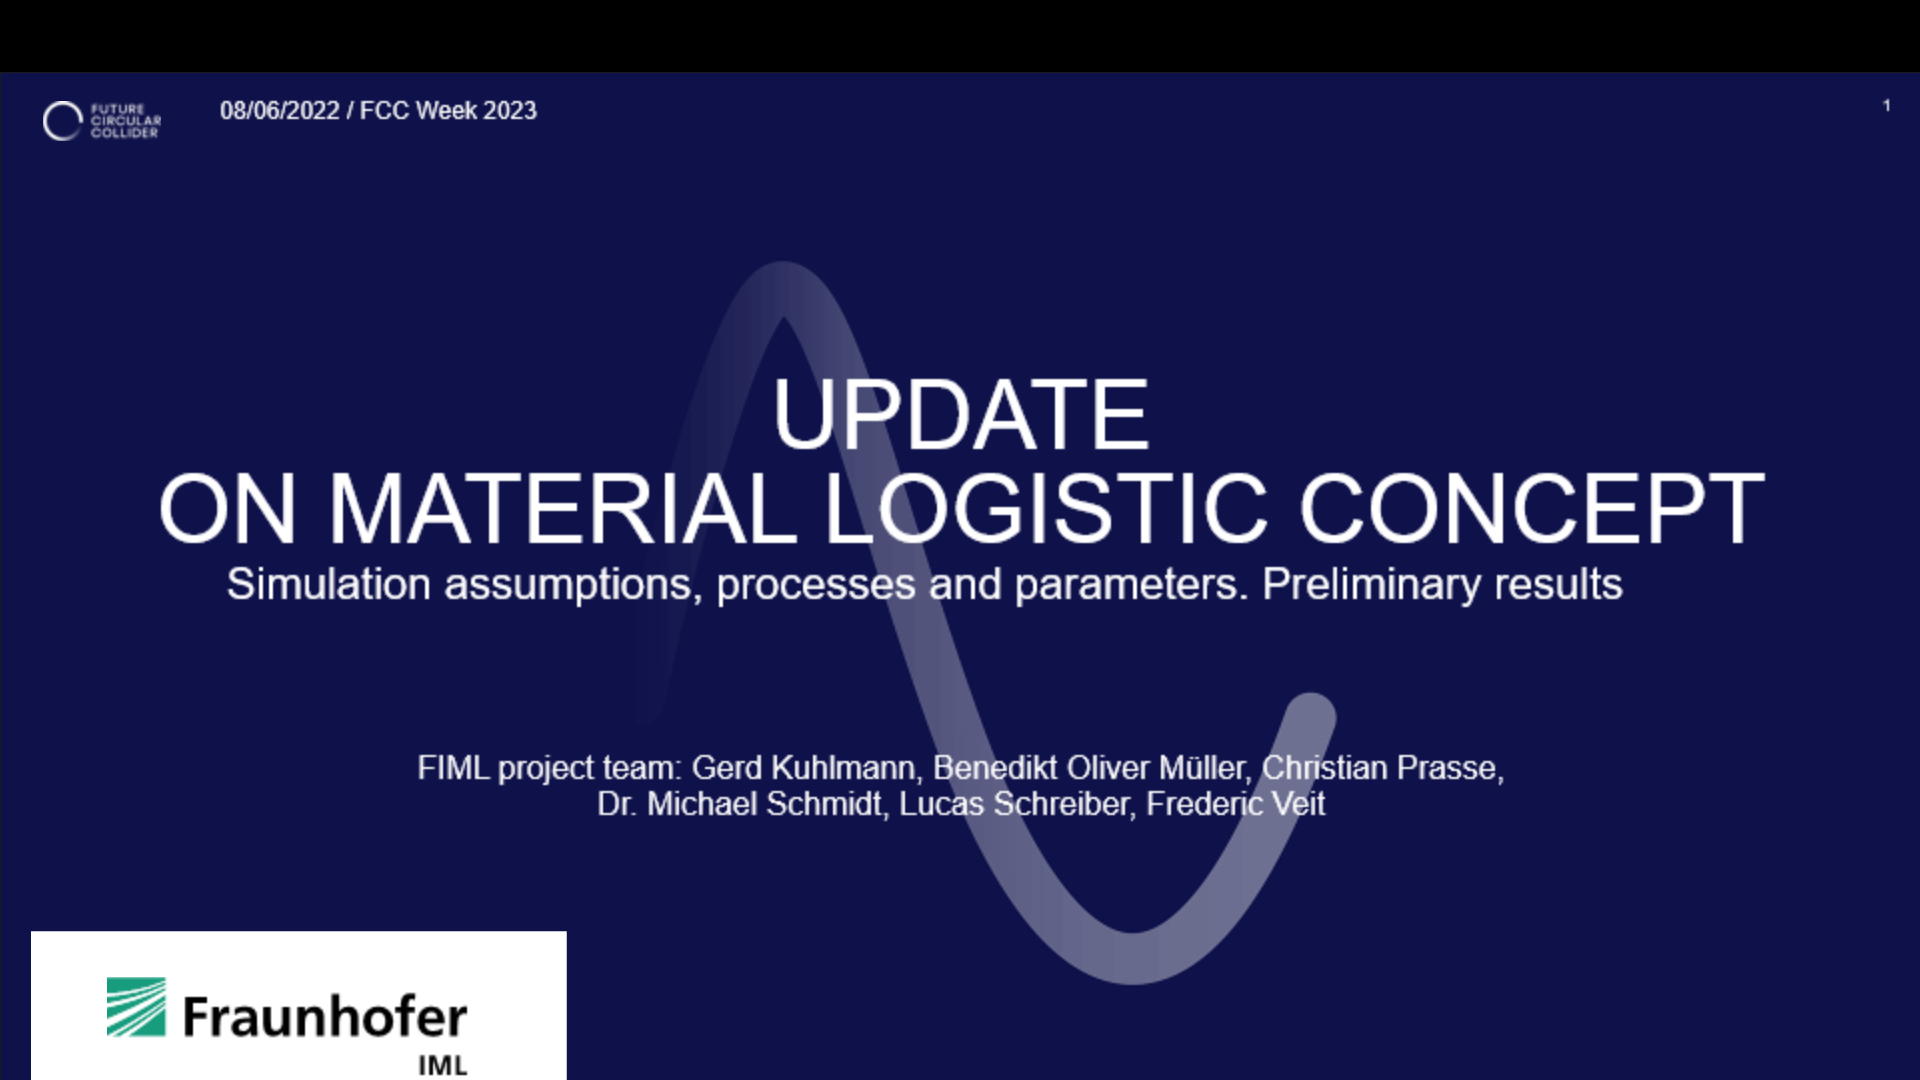 FUTURE
CIRCULAR
COLLIDER
08/06/2022 / FCC Week 2023
1
UPDATE
ON MATERIAL LOGISTIC CONCEPT
Simulation assumptions, processes and parameters. Preliminary results
FIML project team: Gerd Kuhlmann, Benedikt Oliver Müller, Christian Prasse,
Dr. Michael Schmidt, Lucas Schreiber, Frederic Veit
Fraunhofer
IML